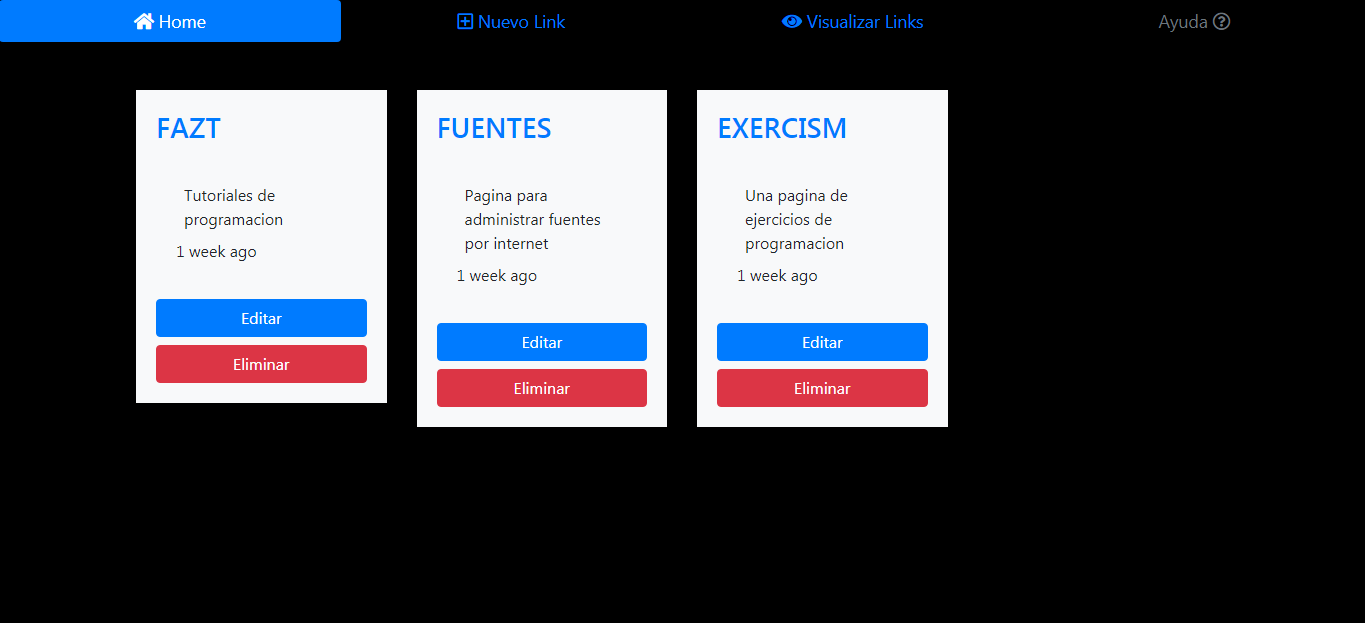 Home
Nuevo Link
Visualizar Links
Ayuda
FAZT
Tutoriales de
programacion
1 week ago
Editar
Eliminar
FUENTES
Pagina para
administrar fuentes
por internet
1 week ago
Editar
Eliminar
EXERCISM
Una pagina de
ejercicios de
programacion
1 week ago
Editar
Eliminar